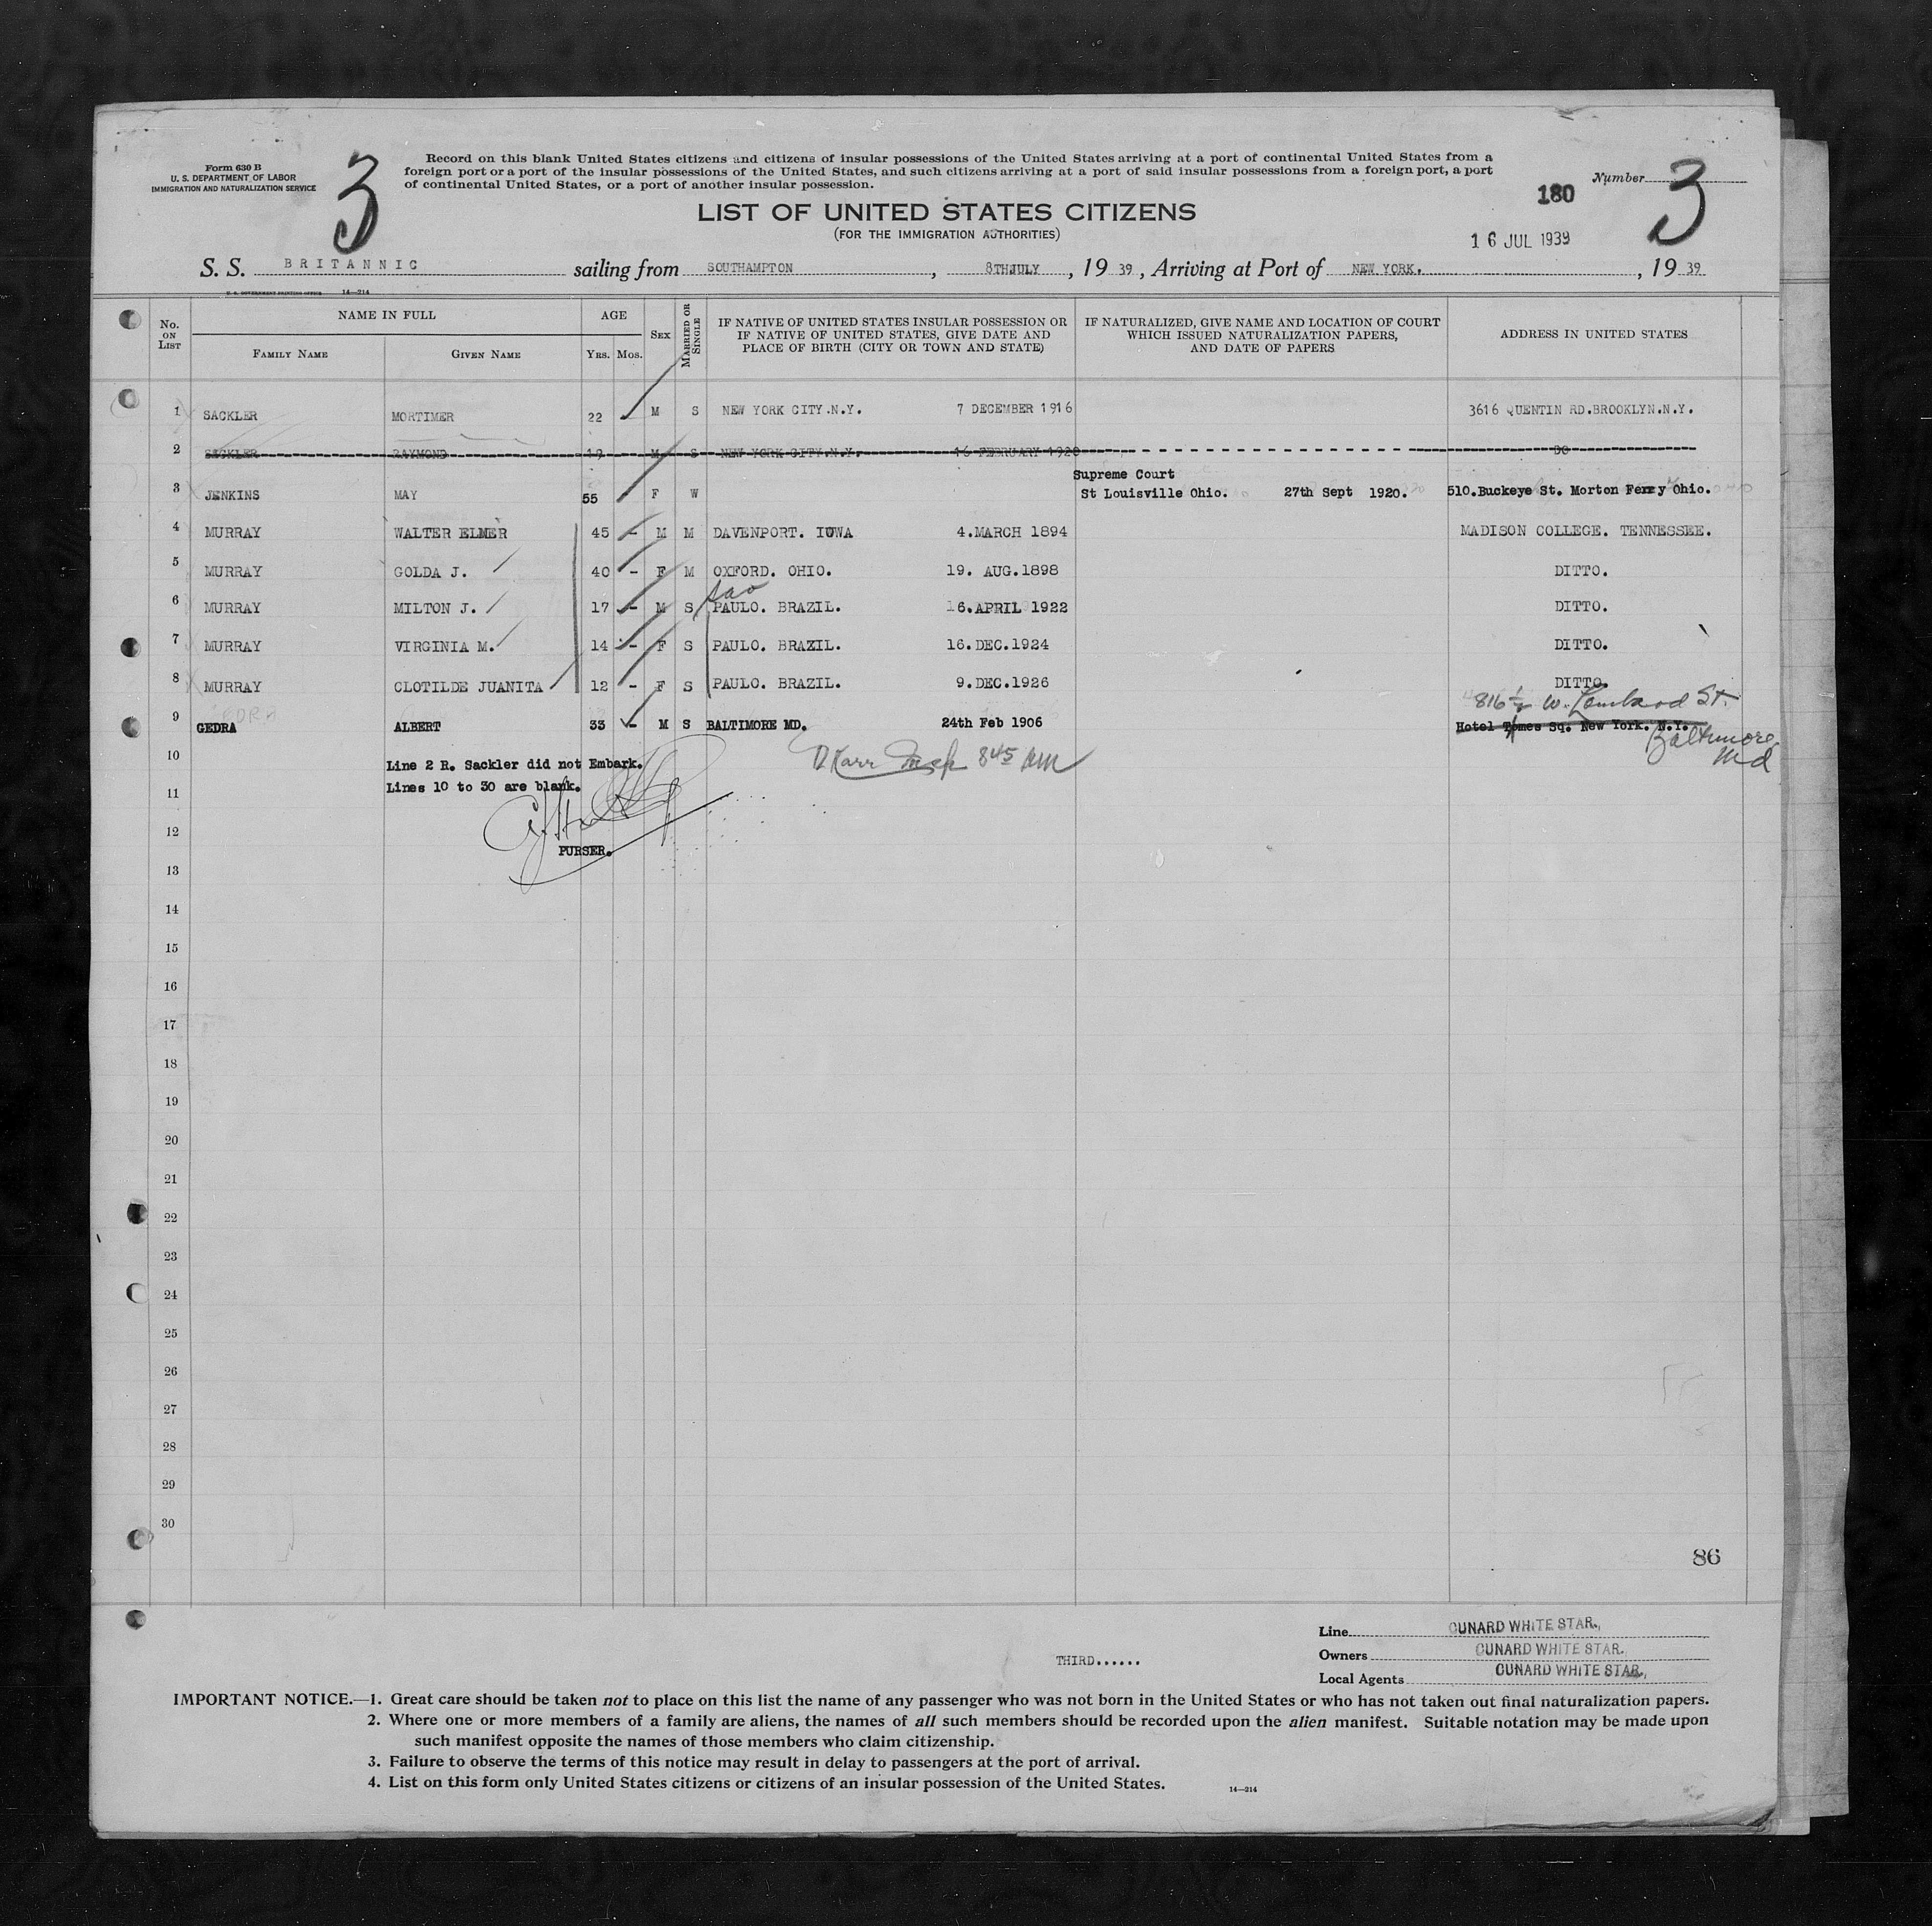 Form 630 B
U. S. DEPARTMENT OF LABOR
IMMIGRATION AND NATURALIZATION SERVICE
3
Record on this blank United States citizens and citizens of insular possessions of the United States arriving at a port of continental United States from a
foreign port or a port of the insular possessions of the United States, and such citizens arriving at a port of said insular possessions from a foreign port, a port
of continental United States, or a port of another insular possession.
180
Number 3
LIST OF UNITED STATES CITIZENS
(FOR THE IMMIGRATION AUTHORITIES)
16 JUL 1939
S. S. BRITANNIC sailing from SOUTHAMPTON, 8THJULY, 19 39, Arriving at Port of NEW YORK., 19 39
U. S. GOVERNMENT PRINTING OFFICE 14—214
No. ON LIST NAME IN FULL FAMILY NAME GIVEN NAME AGE YRS. MOS. SEX MARRIED OR SINGLE
IF NATIVE OF UNITED STATES INSULAR POSSESSION OR
IF NATIVE OF UNITED STATES, GIVE DATE AND
PLACE OF BIRTH (CITY OR TOWN AND STATE)
IF NATURALIZED, GIVE NAME AND LOCATION OF COURT
WHICH ISSUED NATURALIZATION PAPERS,
AND DATE OF PAPERS
ADDRESS IN UNITED STATES
1 SACKLER MORTIMER 22 M S NEW YORK CITY.N.Y. 7 DECEMBER 1916 3616 QUENTIN RD.BROOKLYN.N.Y.
2 SACKLER RAYMOND 19 M S NEW YORK CITY.N.Y. 16 FEBRUARY 1920 DO
Supreme Court
3 JENKINS MAY 55 F W St Louisville Ohio. 27th Sept 1920. 510.Buckeye St. Morton Ferry Ohio.
4 MURRAY WALTER ELMER 45 - M M DAVENPORT. IOWA 4.MARCH 1894 MADISON COLLEGE. TENNESSEE.
5 MURRAY GOLDA J. 40 - F M OXFORD. OHIO. 19. AUG.1898 DITTO.
Sao
6 MURRAY MILTON J. 17 - M S PAULO. BRAZIL. 16.APRIL 1922 DITTO.
7 MURRAY VIRGINIA M. 14 - F S PAULO. BRAZIL. 16.DEC.1924 DITTO.
8 MURRAY CLOTILDE JUANITA 12 - F S PAULO. BRAZIL. 9.DEC.1926 DITTO.
816 1/2 W. Lombard St.
9 GEDRA ALBERT 33 - M S BALTIMORE MD. 24th Feb 1906 Hotel Times Sq. New York. N.Y.
Baltimore
Md
10 Line 2 R. Sackler did not Embark.
845 AM
11 Lines 10 to 30 are blank.
12
PURSER.
13
14
15
16
17
18
19
20
21
22
23
24
25
26
27
28
29
30
86
Line CUNARD WHITE STAR.
Owners CUNARD WHITE STAR.
THIRD......
Local Agents CUNARD WHITE STAR.
IMPORTANT NOTICE.—1. Great care should be taken not to place on this list the name of any passenger who was not born in the United States or who has not taken out final naturalization papers.
2. Where one or more members of a family are aliens, the names of all such members should be recorded upon the alien manifest. Suitable notation may be made upon
such manifest opposite the names of those members who claim citizenship.
3. Failure to observe the terms of this notice may result in delay to passengers at the port of arrival.
4. List on this form only United States citizens or citizens of an insular possession of the United States.
14—214